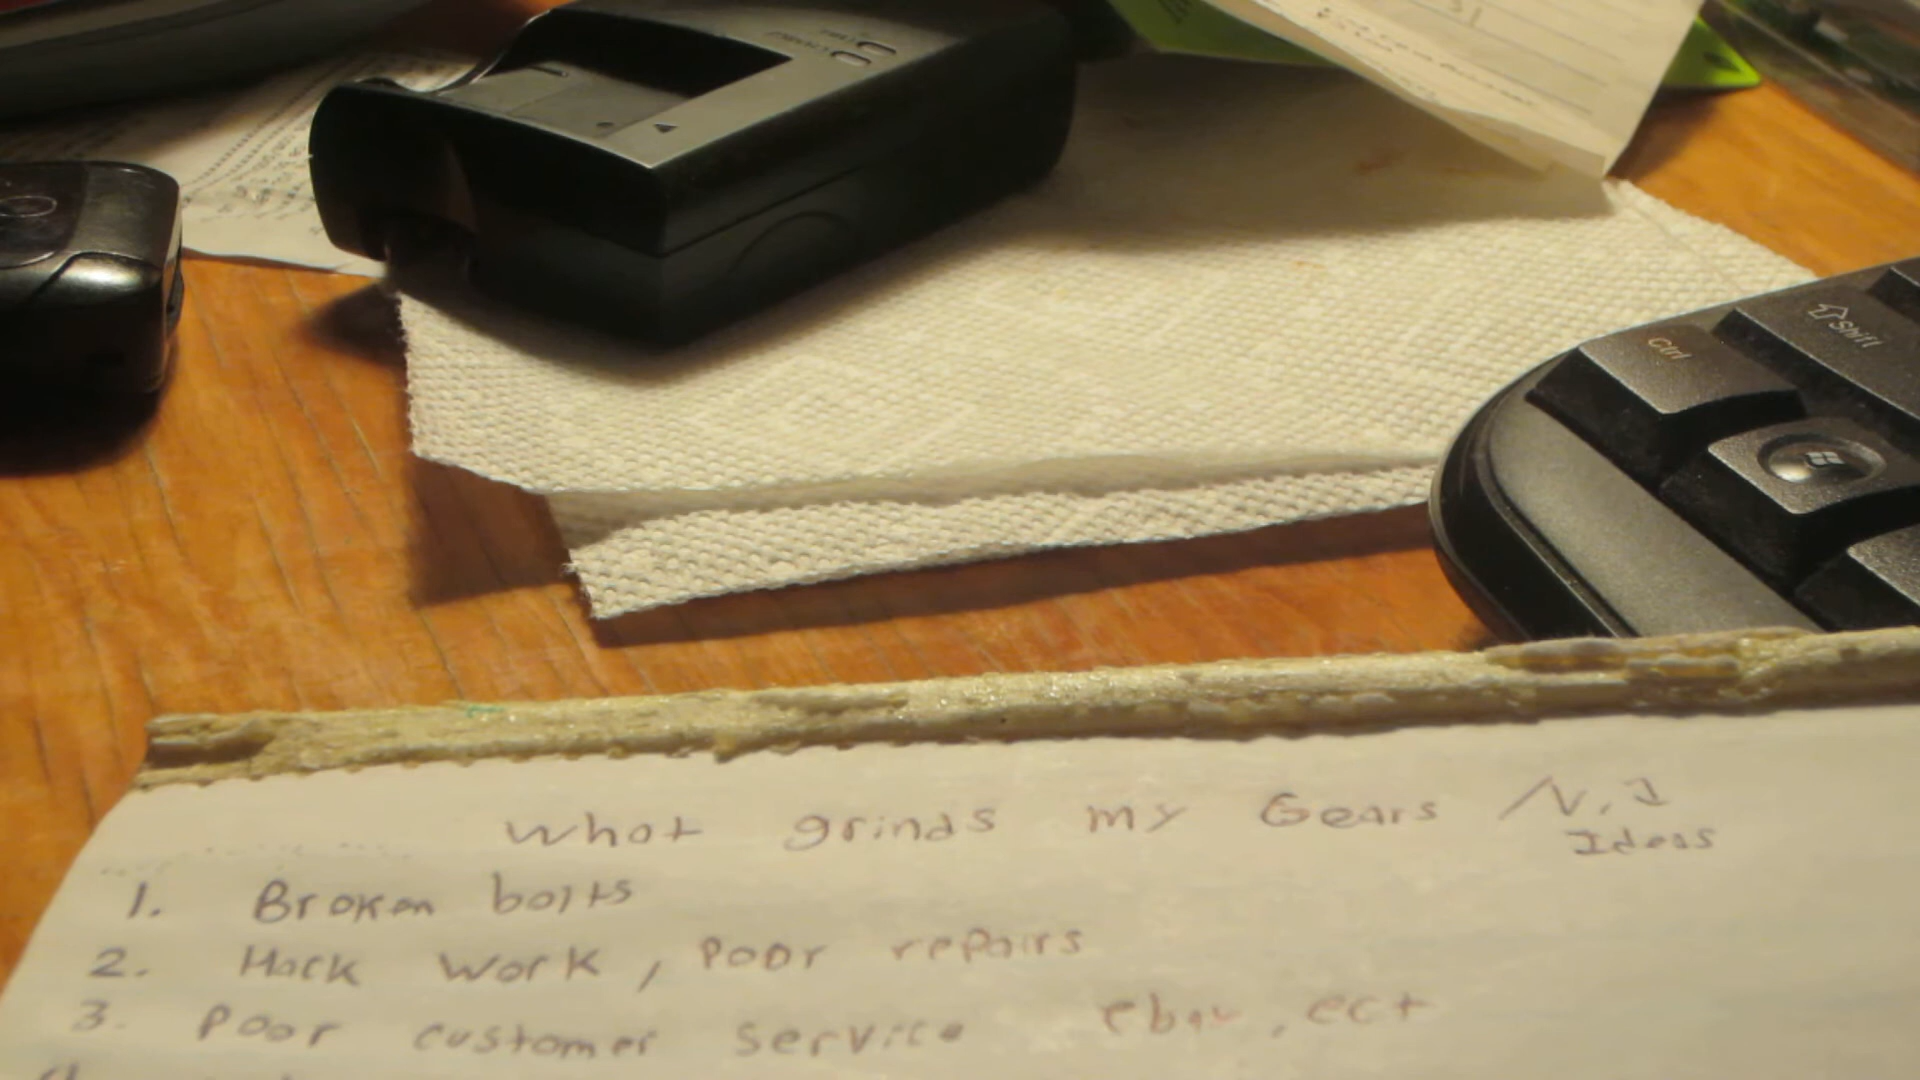 Ctrl
Shift
What grinds my Gears
Ideas
1. Broken bolts
2. Hack work, Poor repairs
3. Poor customer service ebay, ect